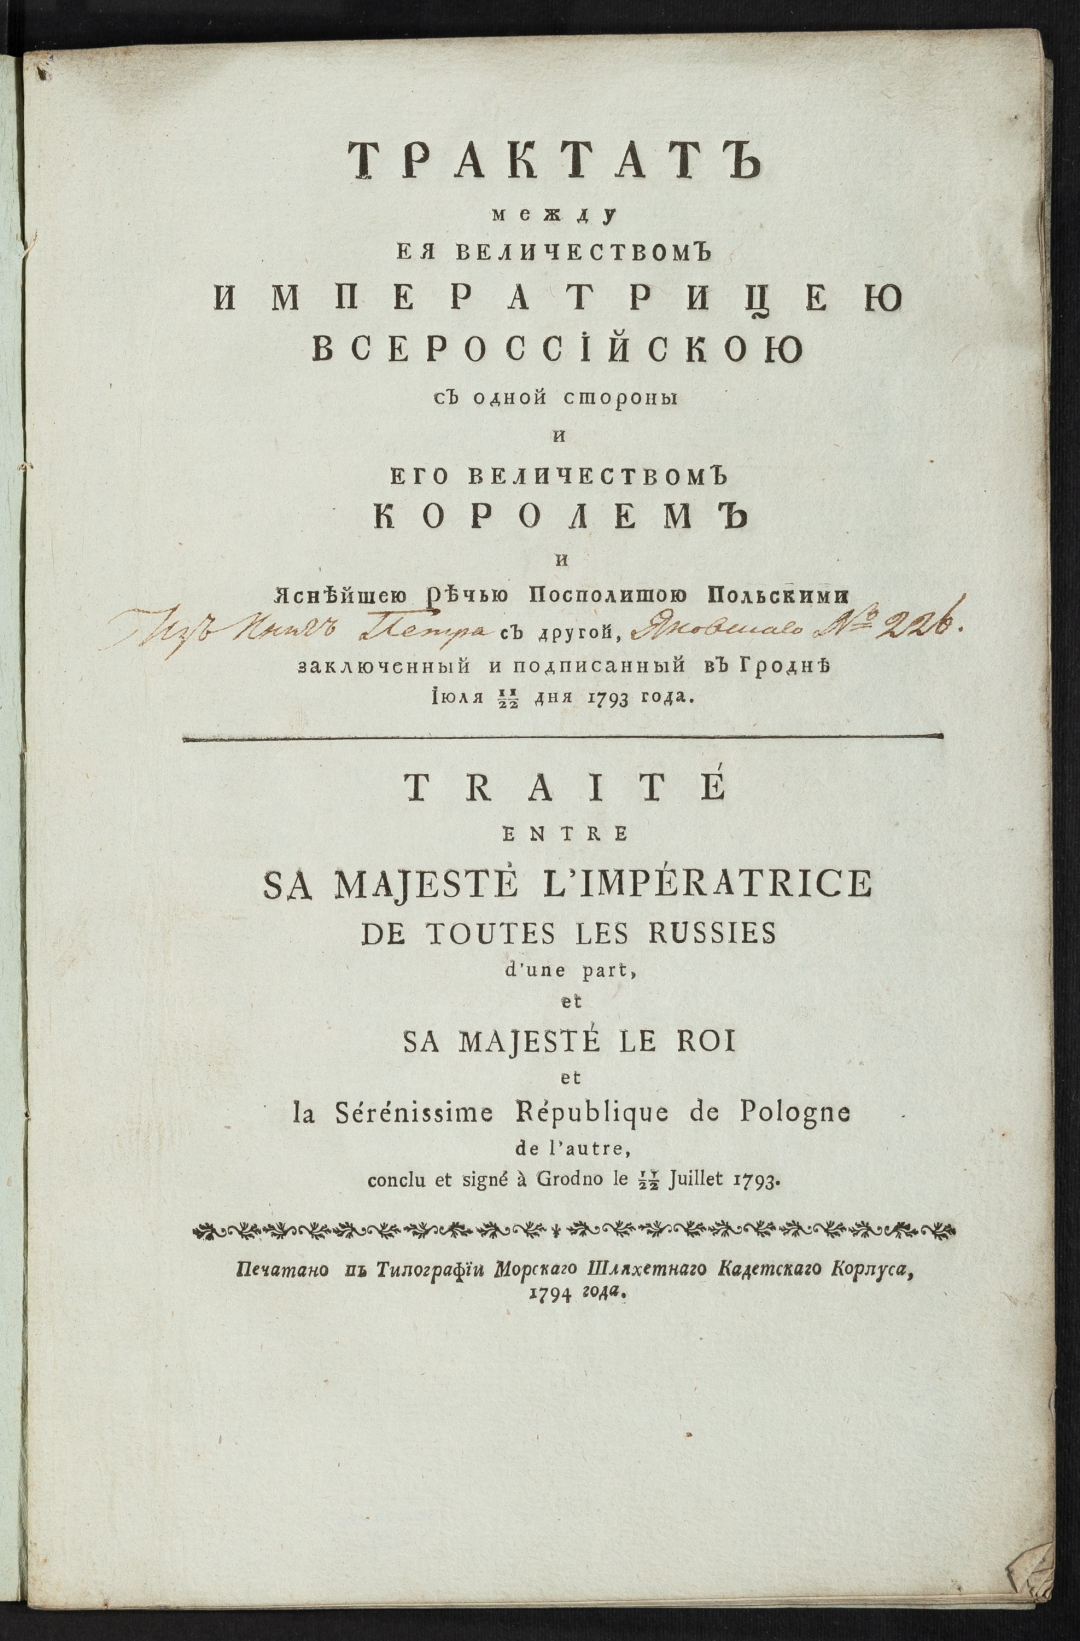 ТРАКТАТЪ
между
ЕЯ ВЕЛИЧЕСТВОМЪ
ИМПЕРАТРИЦЕЮ
ВСЕРОССІЙСКОЮ
съ одной стороны
и
ЕГО ВЕЛИЧЕСТВОМЪ
КОРОЛЕМЪ
и
Яснѣйшею рѣчью Посполитою Польскими
Изъ Книгъ Петра съ другой, Яновскаго № 226.
заключенный и подписанный въ Гроднѣ
Іюля 11/22 дня 1793 года.
TRAITÉ
ENTRE
SA MAJESTÉ L'IMPÉRATRICE
DE TOUTES LES RUSSIES
d'une part,
et
SA MAJESTÉ LE ROI
et
la Sérénissime République de Pologne
de l'autre,
conclu et signé à Grodno le 11/22 Juillet 1793.
Печатано въ Типографїи Морскаго Шляхетнаго Кадетскаго Корпуса,
1794 года.